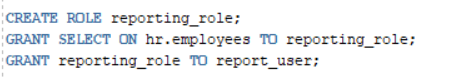 CREATE ROLE reporting_role;
GRANT SELECT ON hr.employees TO reporting_role;
GRANT reporting_role TO report_user;